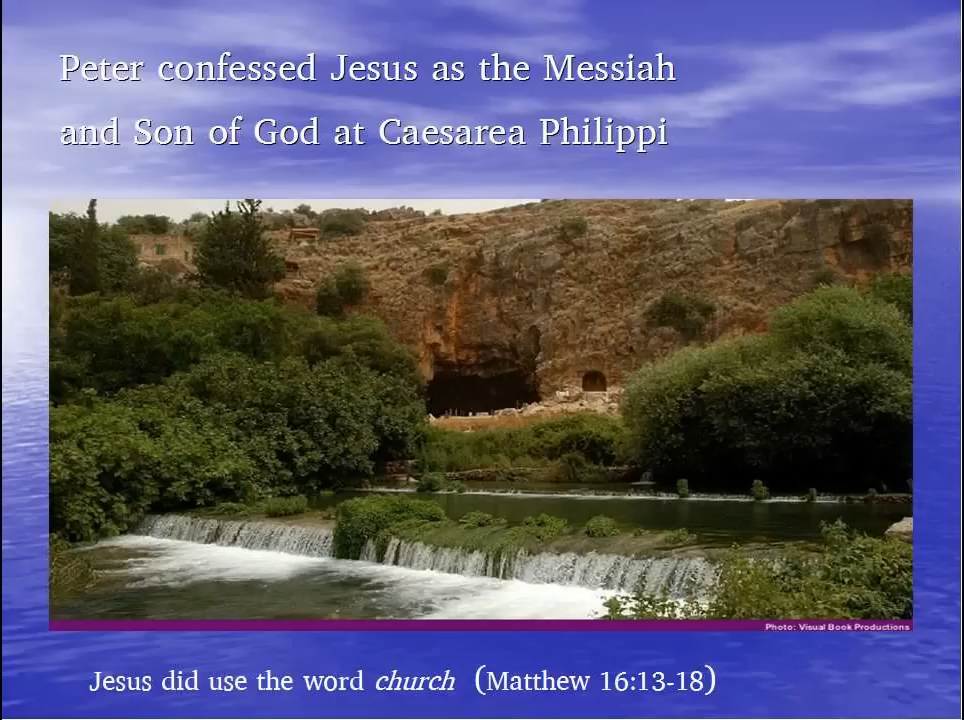 Peter confessed Jesus as the Messiah
and Son of God at Caesarea Philippi
Photo: Visual Book Productions
Jesus did use the word church (Matthew 16:13-18)